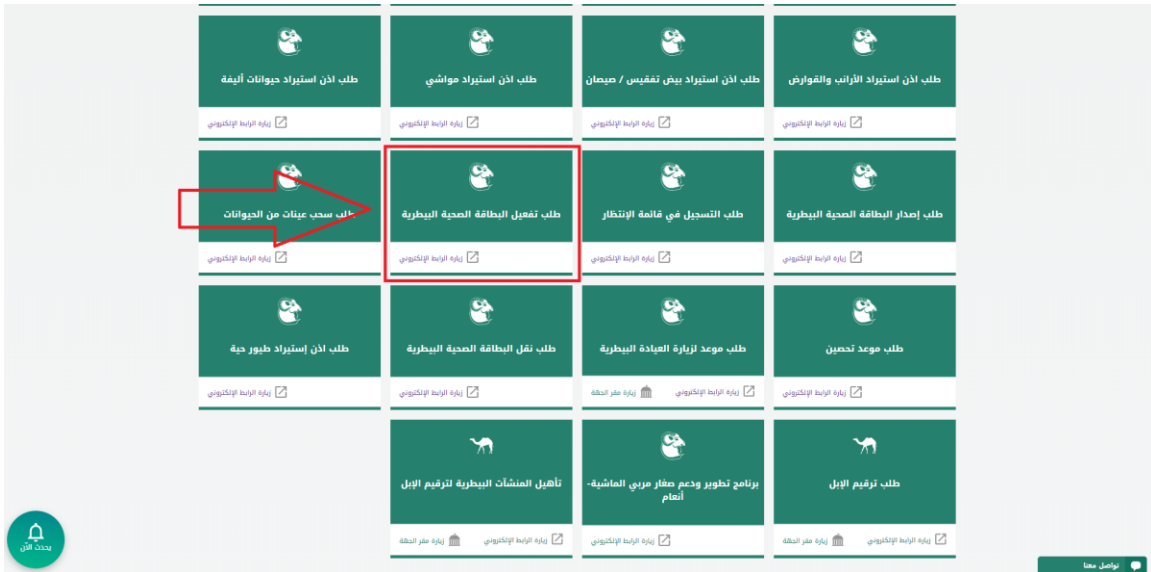 طلب اذن استيراد الأرانب والقوارض
طلب اذن استيراد بيض تفقيس / صيصان
طلب اذن استيراد مواشي
طلب اذن استيراد حيوانات أليفة
زيارة الرابط الإلكتروني
زيارة الرابط الإلكتروني
زيارة الرابط الإلكتروني
زيارة الرابط الإلكتروني
طلب إصدار البطاقة الصحية البيطرية
طلب التسجيل في قائمة الإنتظار
طلب تفعيل البطاقة الصحية البيطرية
طلب سحب عينات من الحيوانات
زيارة الرابط الإلكتروني
زيارة الرابط الإلكتروني
زيارة الرابط الإلكتروني
زيارة الرابط الإلكتروني
طلب موعد تحصين
طلب موعد لزيارة العيادة البيطرية
طلب نقل البطاقة الصحية البيطرية
طلب اذن إستيراد طيور حية
زيارة الرابط الإلكتروني
زيارة الرابط الإلكتروني زيارة مقر الجهة
زيارة الرابط الإلكتروني
زيارة الرابط الإلكتروني
طلب ترقيم الإبل
برنامج تطوير ودعم صغار مربي الماشية-
أنعام
تأهيل المنشآت البيطرية لترقيم الإبل
زيارة الرابط الإلكتروني زيارة مقر الجهة
زيارة الرابط الإلكتروني
زيارة الرابط الإلكتروني زيارة مقر الجهة
يحدث الآن
تواصل معنا